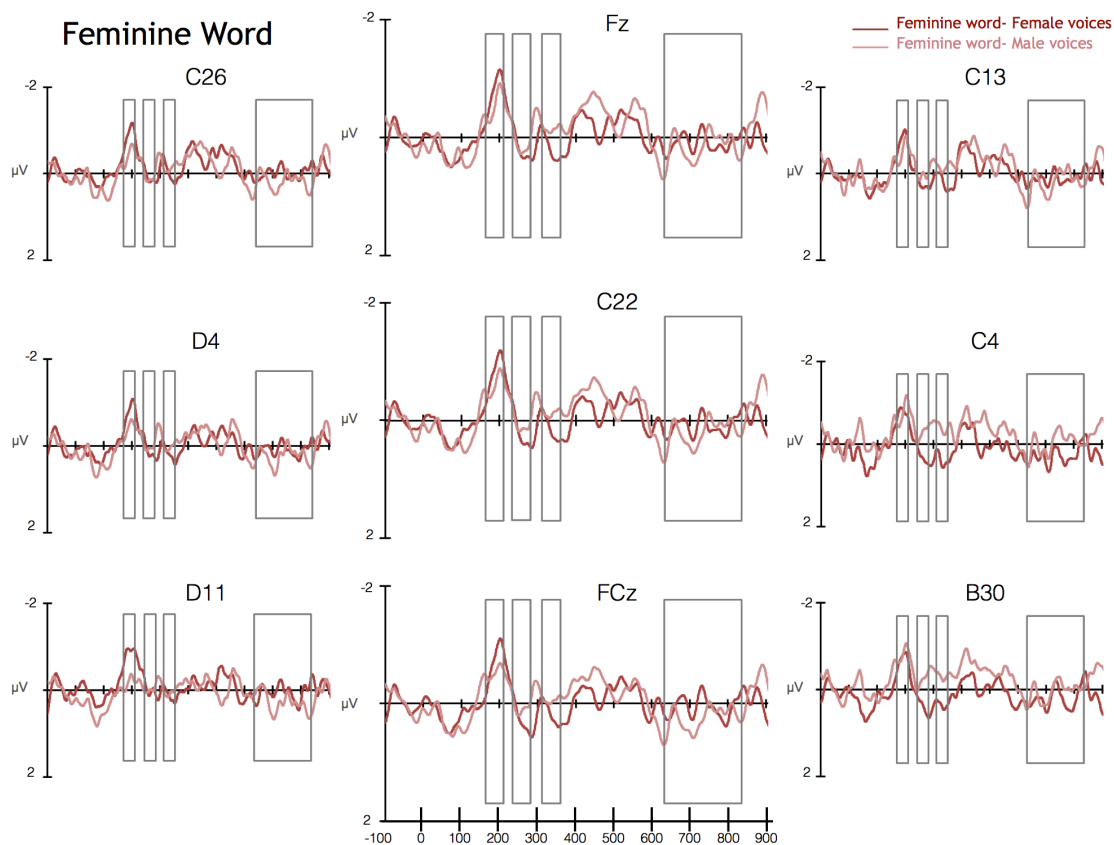 Feminine Word
Feminine word- Female voices
Feminine word- Male voices
C26
-2
µV
2
Fz
-2
µV
2
C13
-2
µV
2
D4
-2
µV
2
C22
-2
µV
2
C4
-2
µV
2
D11
-2
µV
2
FCz
-2
µV
2
B30
-2
µV
2
-100 0 100 200 300 400 500 600 700 800 900